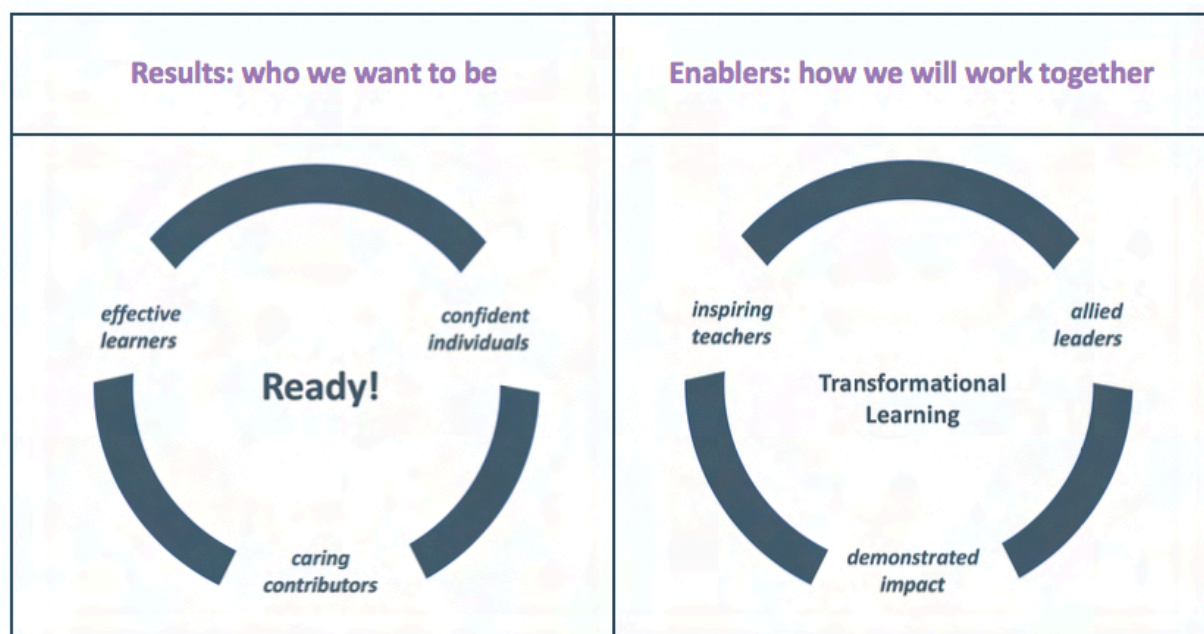 Results: who we want to be
Enablers: how we will work together
effective
learners
confident
individuals
Ready!
caring
contributors
inspiring
teachers
allied
leaders
Transformational
Learning
demonstrated
impact